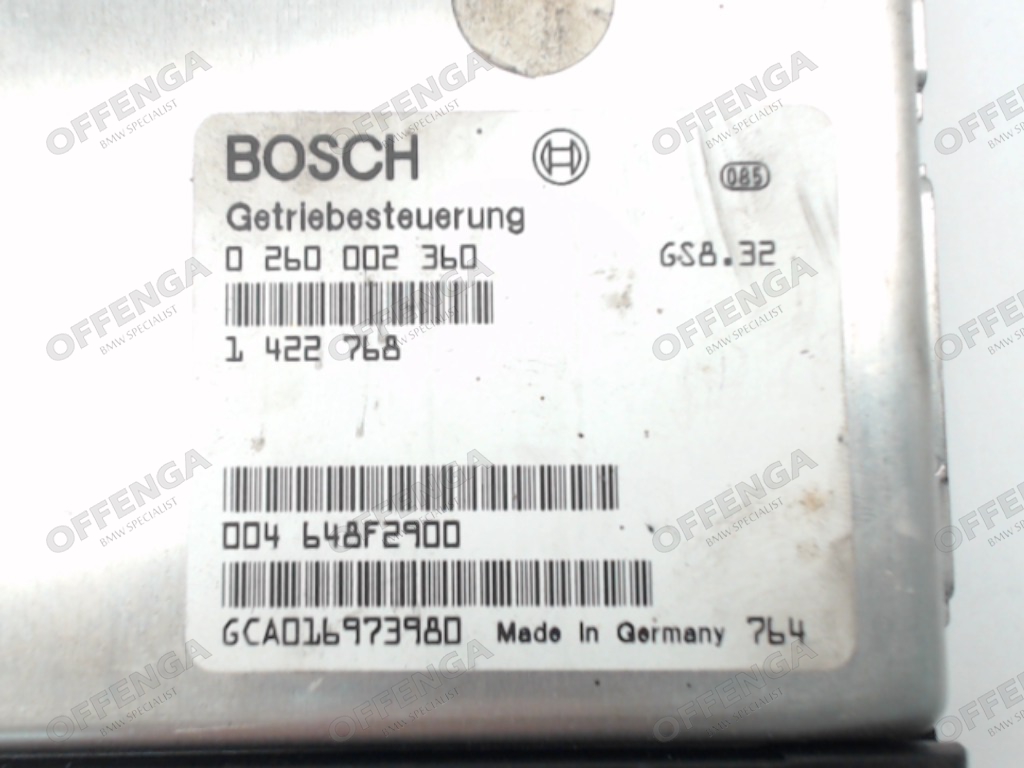 BOSCH
085
Getriebesteuerung
0 260 002 360 GS8.32
1 422 768
004 648F2900
GCA016973980 Made in Germany 764
OFFENGA
BMW SPECIALIST